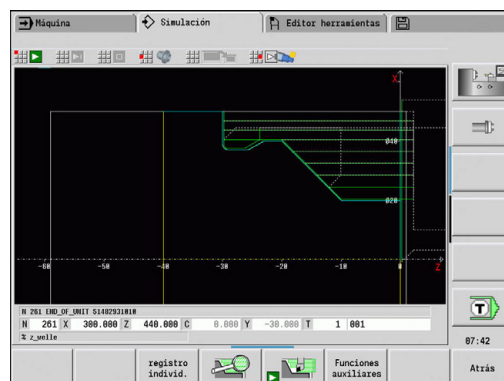 Máquina
Simulación
Editor herramientas
X
Ø40
Ø20
-60 -50 -40 -30 -20 -10 0 Z
N 261 END_OF_UNIT S1402931010
N 261 X 300.000 Z 440.000 C 0.000 Y -30.000 T 1 001
% z_welle
T
07:42
registro individ.
Funciones auxiliares
Atrás